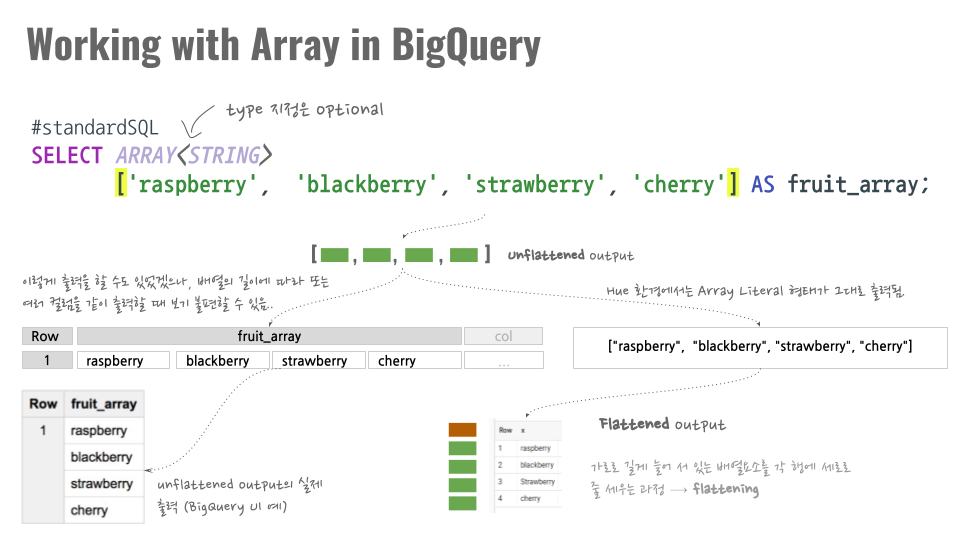 Working with Array in BigQuery
type 지정은 optional
#standardSQL
SELECT ARRAY<STRING>
['raspberry', 'blackberry', 'strawberry', 'cherry'] AS fruit_array;
[ , , , ] unflattened output
이렇게 출력을 할 수도 있었겠으나, 배열의 길이에 따라 또는
여러 컬럼을 같이 출력할 때 보기 불편할 수 있음..
Hue 환경에서는 Array Literal 형태가 그대로 출력됨.
Row fruit_array col
1 raspberry blackberry strawberry cherry ...
["raspberry", "blackberry", "strawberry", "cherry"]
Row fruit_array
1 raspberry
blackberry
strawberry
cherry
unflattened output의 실제
출력 (BigQuery UI 예)
Row x
1 raspberry
2 blackberry
3 Strawberry
4 cherry
Flattened output
가로로 길게 늘어 서 있는 배열요소를 각 행에 세로로
줄 세우는 과정 → flattening